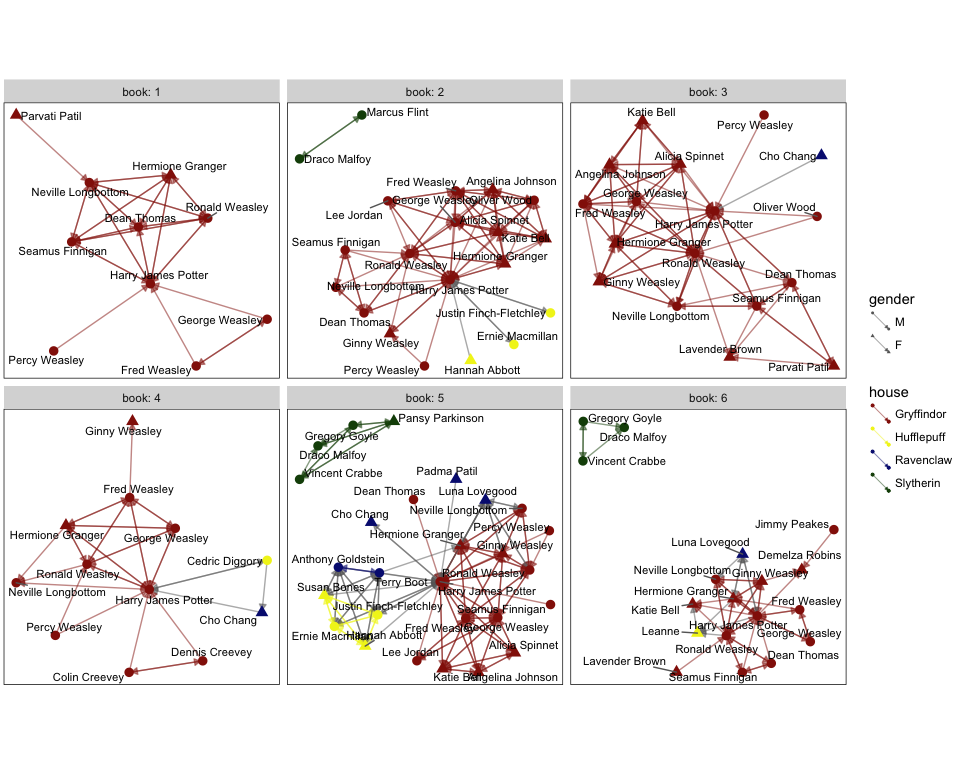 book: 1
Parvati Patil
Hermione Granger
Neville Longbottom
Ronald Weasley
Dean Thomas
Seamus Finnigan
Harry James Potter
George Weasley
Percy Weasley
Fred Weasley
book: 2
Marcus Flint
Draco Malfoy
Fred Weasley
Angelina Johnson
George Weasley
Oliver Wood
Lee Jordan
Alicia Spinnet
Katie Bell
Seamus Finnigan
Hermione Granger
Ronald Weasley
Neville Longbottom
Harry James Potter
Justin Finch-Fletchley
Dean Thomas
Ernie Macmillan
Ginny Weasley
Percy Weasley
Hannah Abbott
book: 3
Katie Bell
Percy Weasley
Alicia Spinnet
Cho Chang
Angelina Johnson
George Weasley
Oliver Wood
Fred Weasley
Harry James Potter
Hermione Granger
Ronald Weasley
Dean Thomas
Ginny Weasley
Seamus Finnigan
Neville Longbottom
Lavender Brown
Parvati Patil
book: 4
Ginny Weasley
Fred Weasley
Hermione Granger
George Weasley
Cedric Diggory
Ronald Weasley
Neville Longbottom
Harry James Potter
Cho Chang
Percy Weasley
Dennis Creevey
Colin Creevey
book: 5
Pansy Parkinson
Gregory Goyle
Draco Malfoy
Vincent Crabbe
Padma Patil
Dean Thomas
Luna Lovegood
Neville Longbottom
Cho Chang
Percy Weasley
Hermione Granger
Ginny Weasley
Anthony Goldstein
Ronald Weasley
Terry Boot
Susan Bones
Harry James Potter
Justin Finch-Fletchley
Seamus Finnigan
Fred Weasley
George Weasley
Ernie Macmillan
Hannah Abbott
Alicia Spinnet
Lee Jordan
Katie Bell
Angelina Johnson
book: 6
Gregory Goyle
Draco Malfoy
Vincent Crabbe
Jimmy Peakes
Luna Lovegood
Demelza Robins
Neville Longbottom
Ginny Weasley
Hermione Granger
Fred Weasley
Katie Bell
Harry James Potter
Leanne
George Weasley
Ronald Weasley
Dean Thomas
Lavender Brown
Seamus Finnigan
gender
M
F
house
Gryffindor
Hufflepuff
Ravenclaw
Slytherin